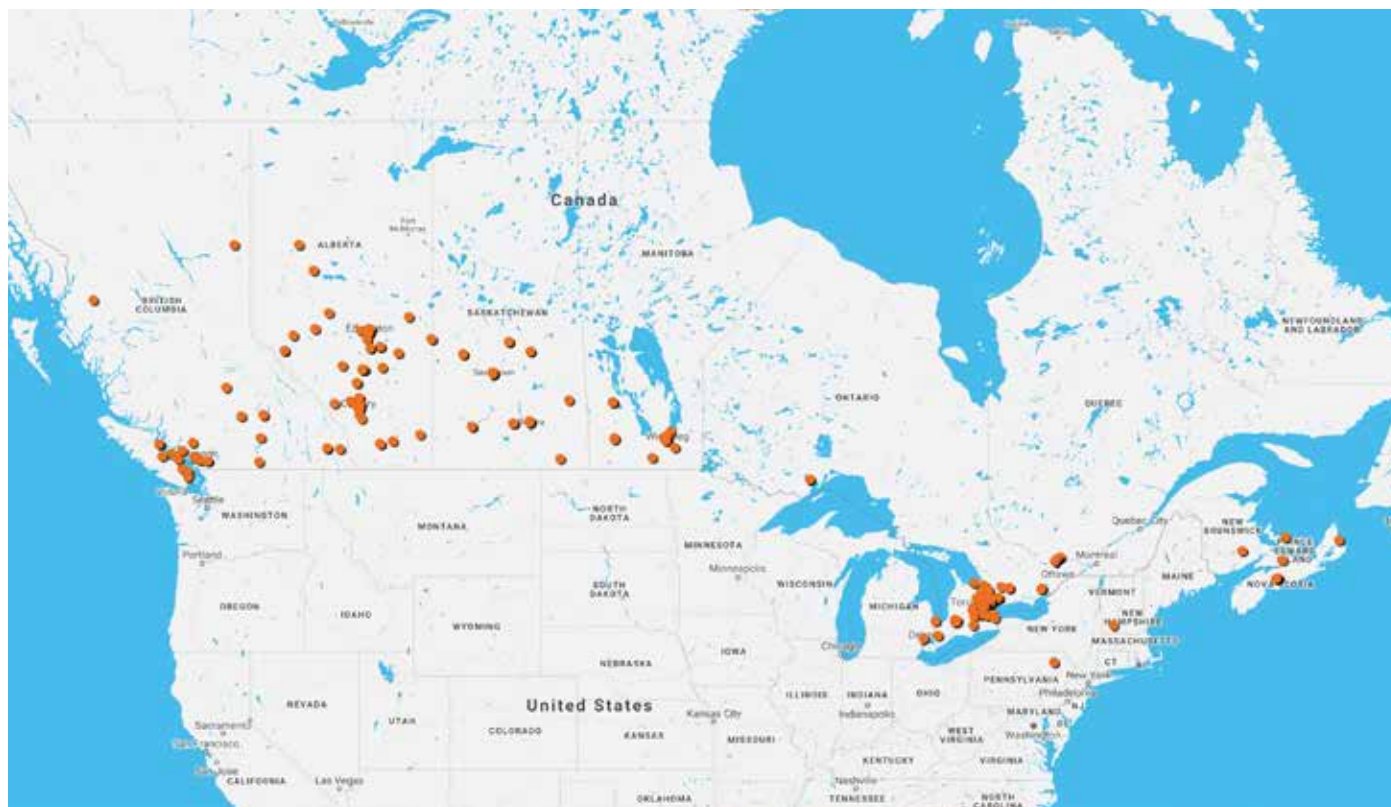 Canada
ALBERTA
MANITOBA
BRITISH
COLUMBIA
SASKATCHEWAN
NEWFOUNDLAND
AND LABRADOR
ONTARIO
QUEBEC
Seattle
WASHINGTON
NORTH
DAKOTA
MONTANA
Quebec City
NEW
BRUNSWICK
MINNESOTA
Montreal
Ottawa
Portland
Minneapolis
WISCONSIN
MAINE
NOVA SCOTIA
SOUTH
DAKOTA
VERMONT
OREGON
IDAHO
MICHIGAN
NEW
HAMPSHIRE
WYOMING
NEW YORK
MASSACHUSETTS
Chicago
IOWA
CT
NEBRASKA
PENNSYLVANIA
New York
ILLINOIS
INDIANA
OHIO
Philadelphia
NEVADA
United States
MARYLAND
NJ
UTAH
Kansas City
Indianapolis
Sacramento
COLORADO
KANSAS
MISSOURI
WEST
VIRGINIA
Washington
San Francisco
San Jose
KENTUCKY
VIRGINIA
CALIFORNIA
Las Vegas
Nashville
OKLAHOMA
TENNESSEE
NORTH
CAROLINA